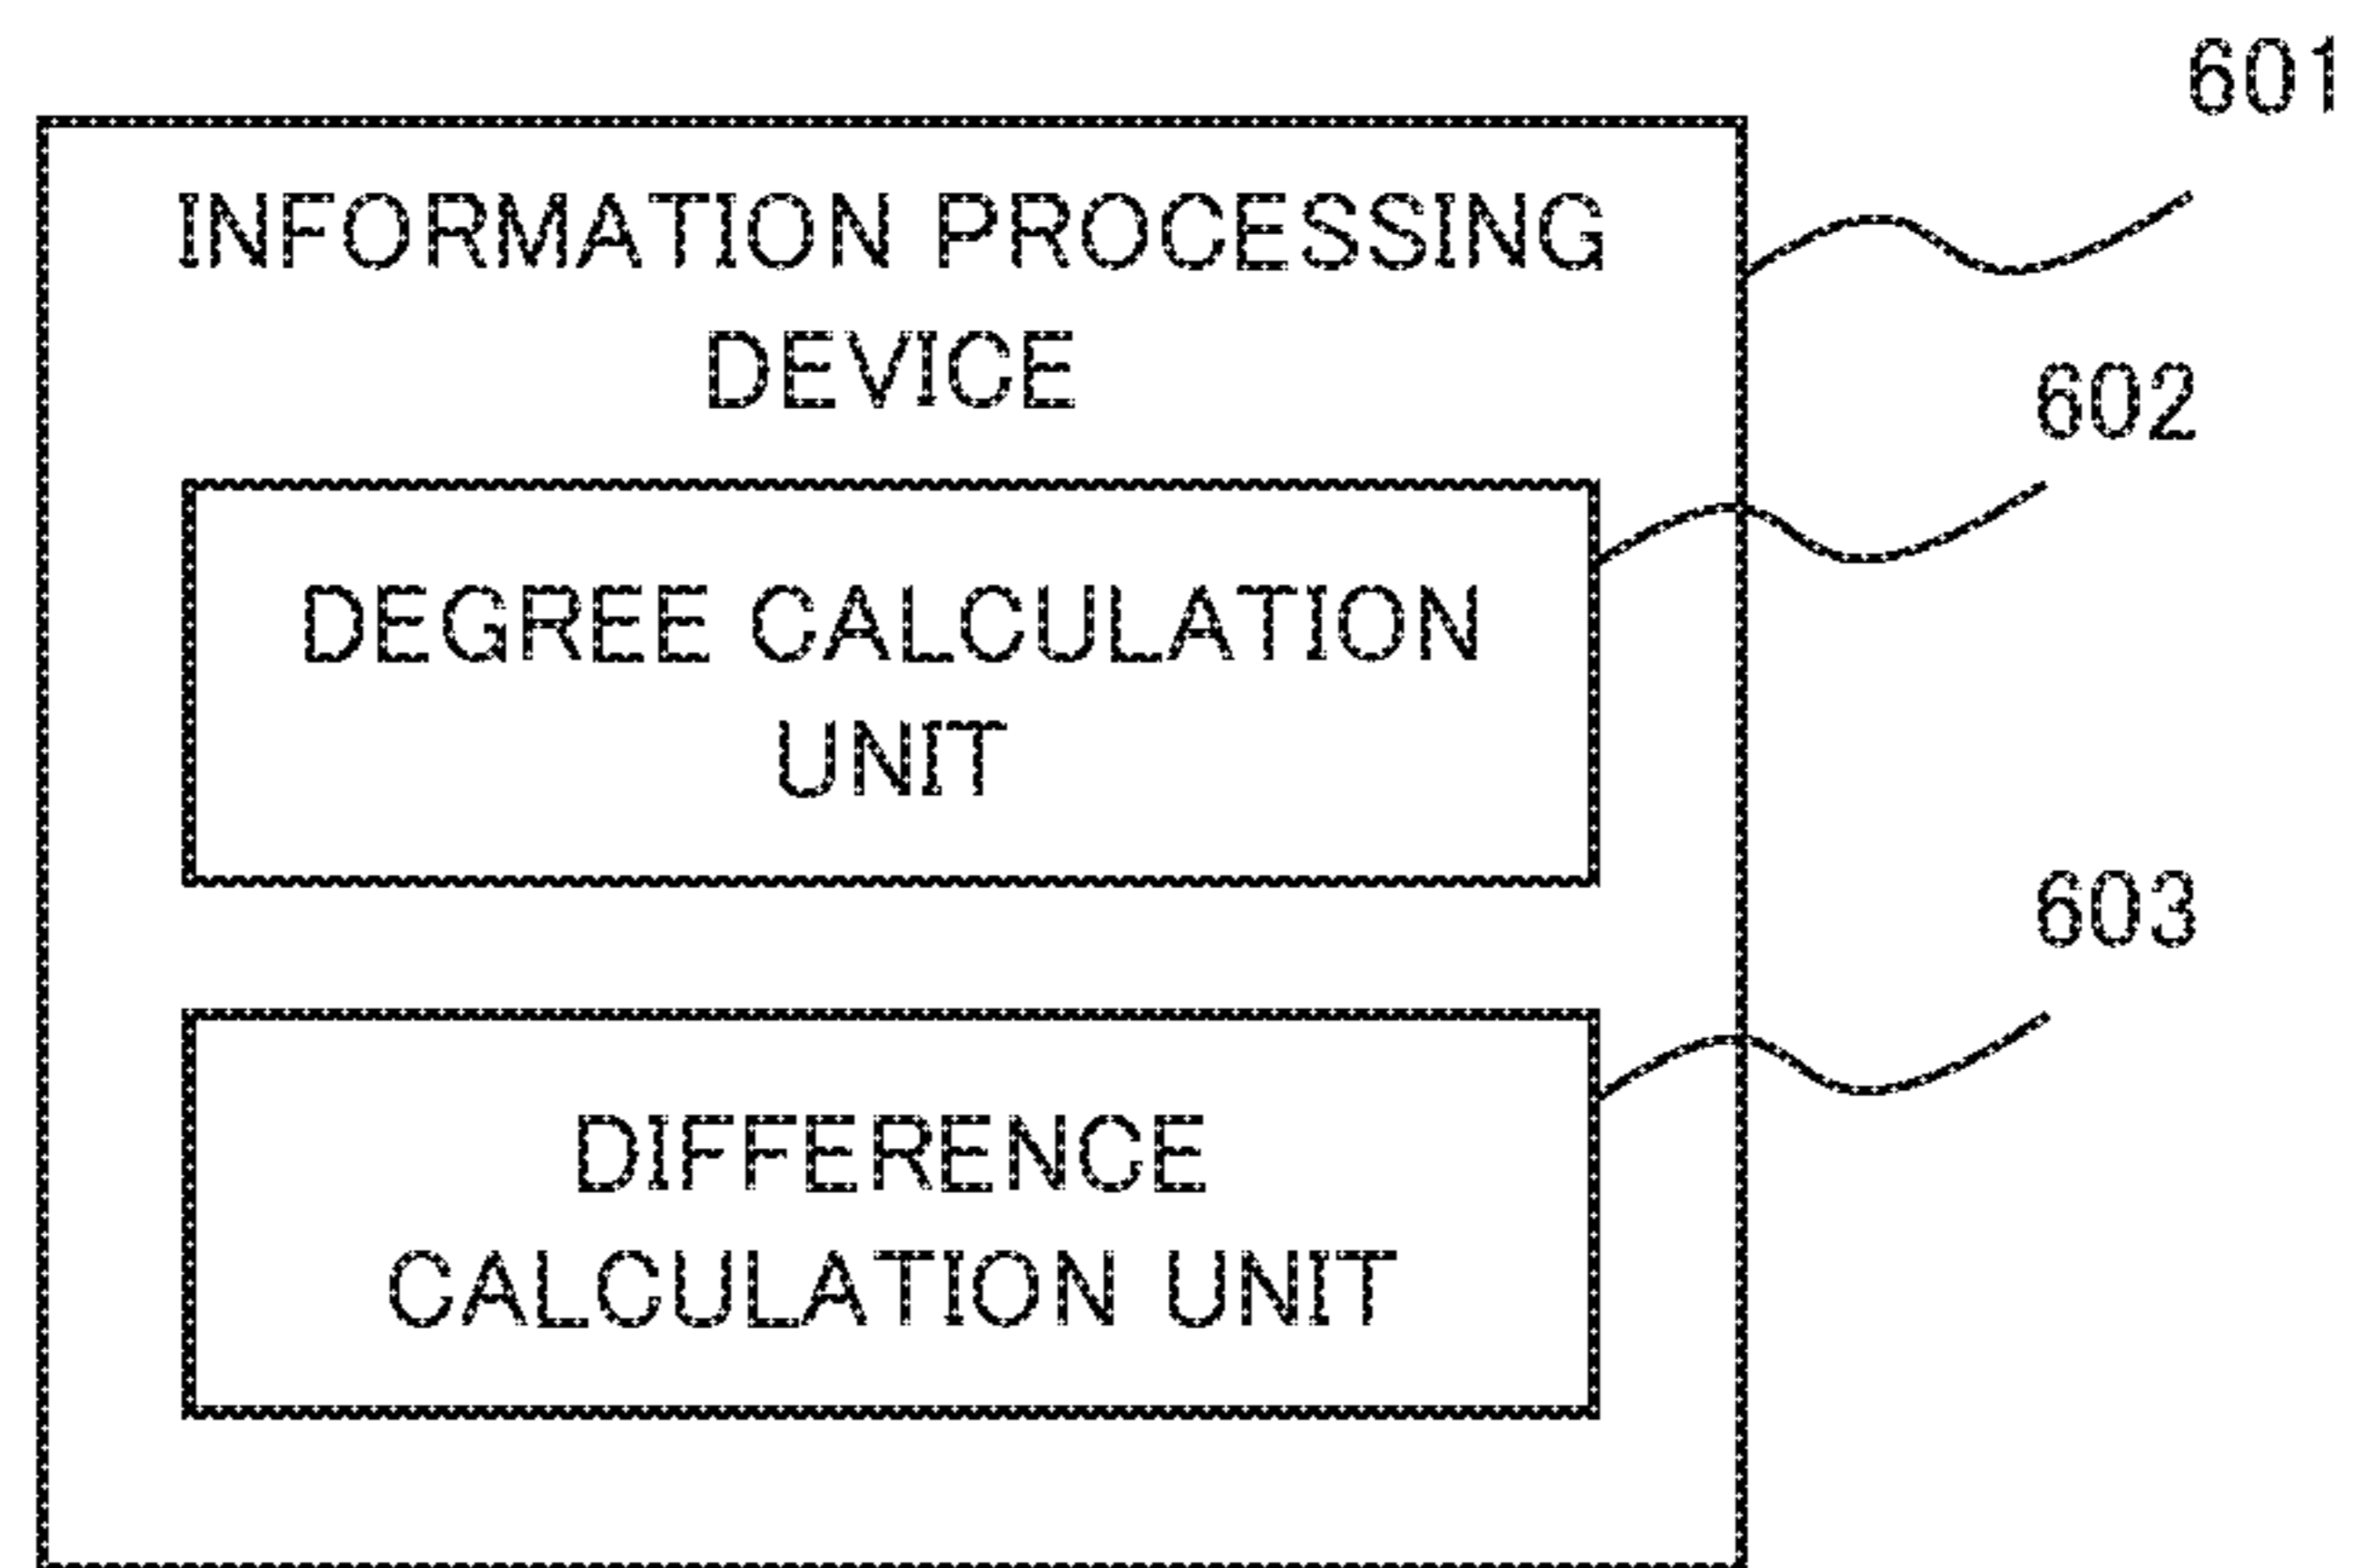 601
INFORMATION PROCESSING
DEVICE
602
DEGREE CALCULATION
UNIT
603
DIFFERENCE
CALCULATION UNIT